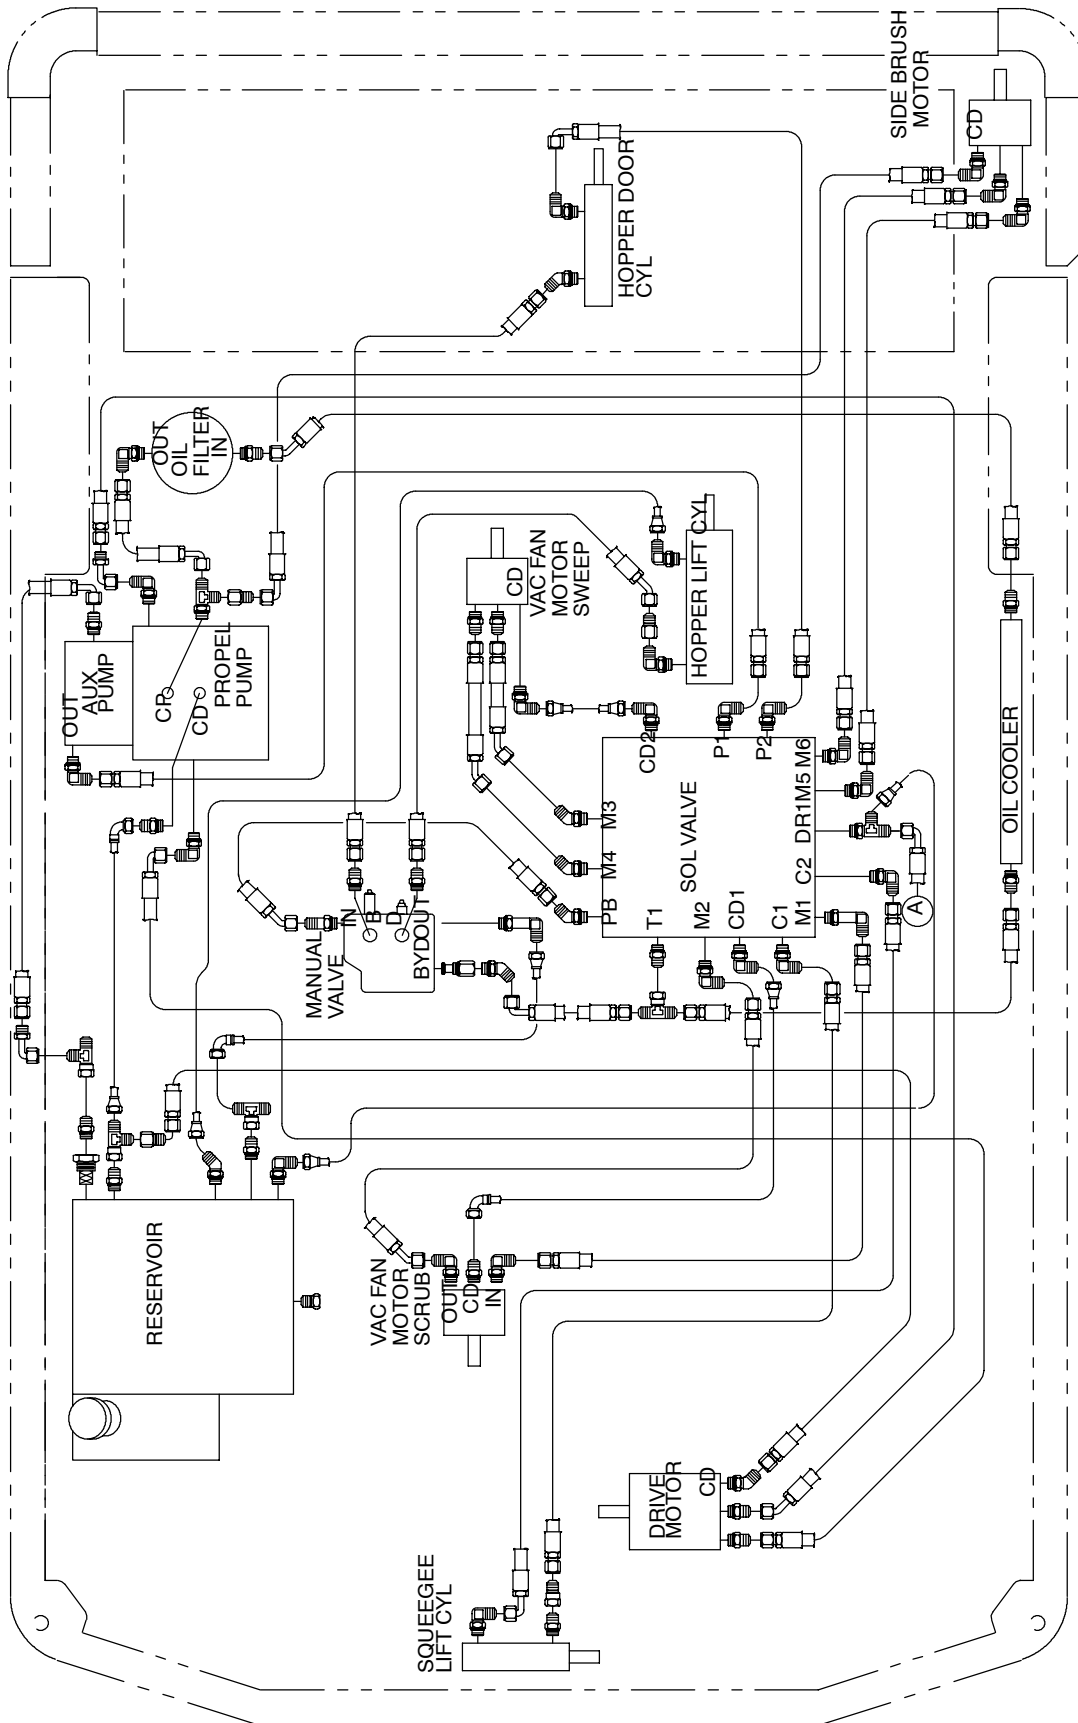 SIDE BRUSH
MOTOR
CD
HOPPER DOOR
CYL
OUT
OIL
FILTER
IN
HOPPER LIFT CYL
CD
VAC FAN
MOTOR
SWEEP
OUT
AUX
PUMP
CP
CD
PROPEL
PUMP
OIL COOLER
CD2
P1
P2
M3
M4
PB
SOL VALVE
M6
M5
DR1
C2
M1
T1
M2
CD1
C1
A
MANUAL
VALVE
IN
D
D
BYDOUT
RESERVOIR
VAC FAN
MOTOR
SCRUB
OUT
CD
IN
DRIVE
MOTOR
CD
SQUEEGEE
LIFT CYL